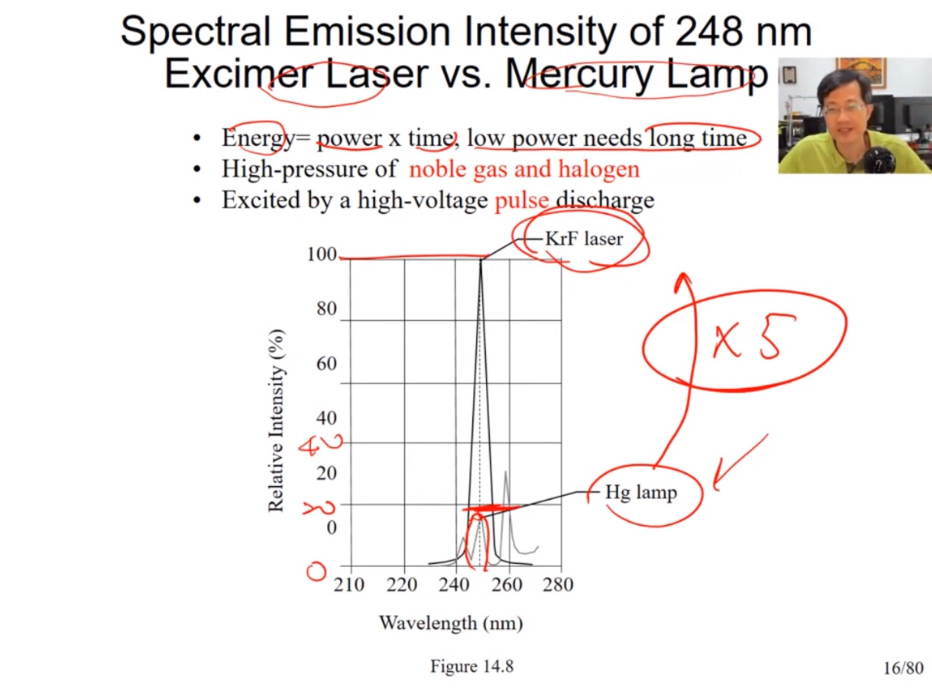 Spectral Emission Intensity of 248 nm
Excimer Laser vs. Mercury Lamp
• Energy= power x time, low power needs long time
• High-pressure of noble gas and halogen
• Excited by a high-voltage pulse discharge
KrF laser
100
80
60
40
20
0
40
20
0
x 5
Relative Intensity (%)
Hg lamp
210 220 240 260 280
Wavelength (nm)
Figure 14.8
16/80